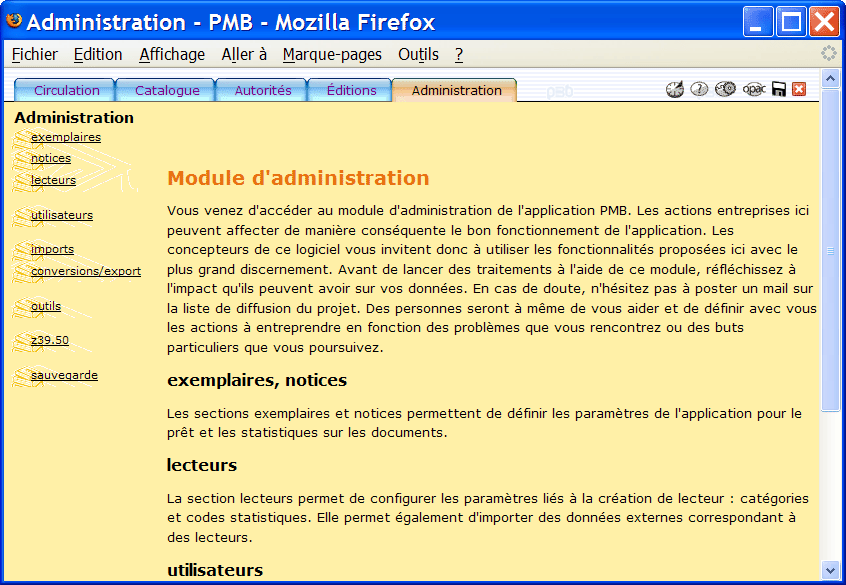 Administration - PMB - Mozilla Firefox
Fichier Edition Affichage Aller à Marque-pages Outils ?
Circulation Catalogue Autorités Éditions Administration pmb opac
Administration
exemplaires
notices
lecteurs
utilisateurs
imports
conversions/export
outils
z39.50
sauvegarde
Module d'administration
Vous venez d'accéder au module d'administration de l'application PMB. Les actions entreprises ici
peuvent affecter de manière conséquente le bon fonctionnement de l'application. Les
concepteurs de ce logiciel vous invitent donc à utiliser les fonctionnalités proposées ici avec le
plus grand discernement. Avant de lancer des traitements à l'aide de ce module, réfléchissez à
l'impact qu'ils peuvent avoir sur vos données. En cas de doute, n'hésitez pas à poster un mail sur
la liste de diffusion du projet. Des personnes seront à même de vous aider et de définir avec vous
les actions à entreprendre en fonction des problèmes que vous rencontrez ou des buts
particuliers que vous poursuivez.
exemplaires, notices
Les sections exemplaires et notices permettent de définir les paramètres de l'application pour le
prêt et les statistiques sur les documents.
lecteurs
La section lecteurs permet de configurer les paramètres liés à la création de lecteur : catégories
et codes statistiques. Elle permet également d'importer des données externes correspondant à
des lecteurs.
utilisateurs